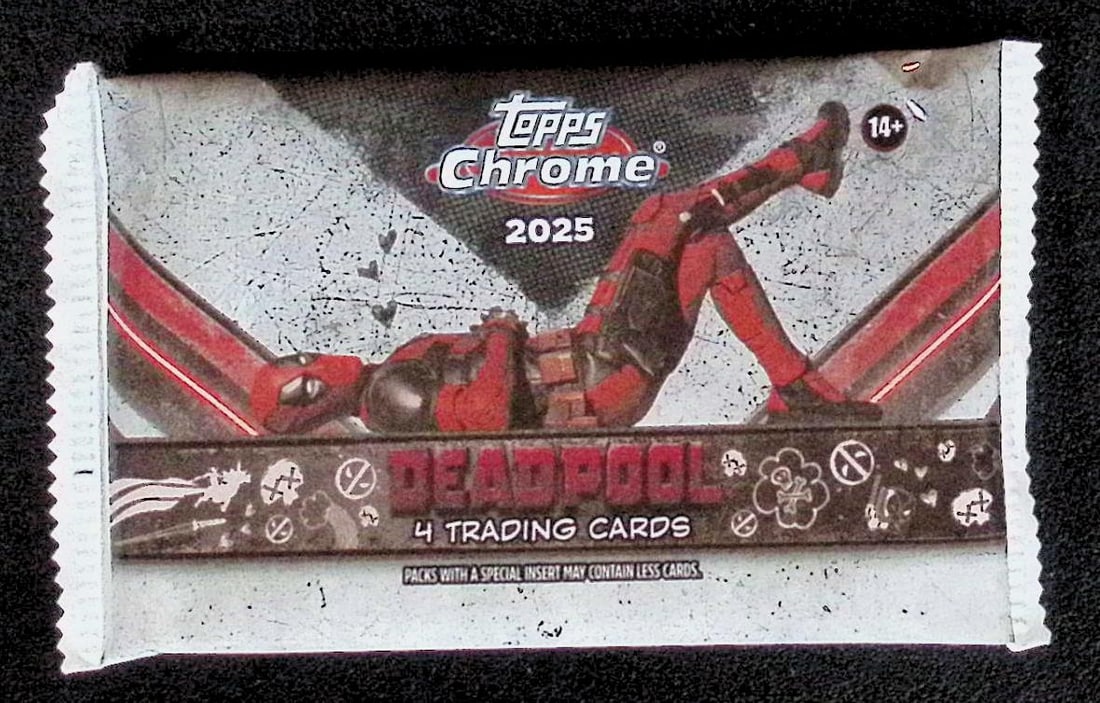 Topps
Chrome®
2025
14+
DEADPOOL
4 TRADING CARDS
PACKS WITH A SPECIAL INSERT MAY CONTAIN LESS CARDS.